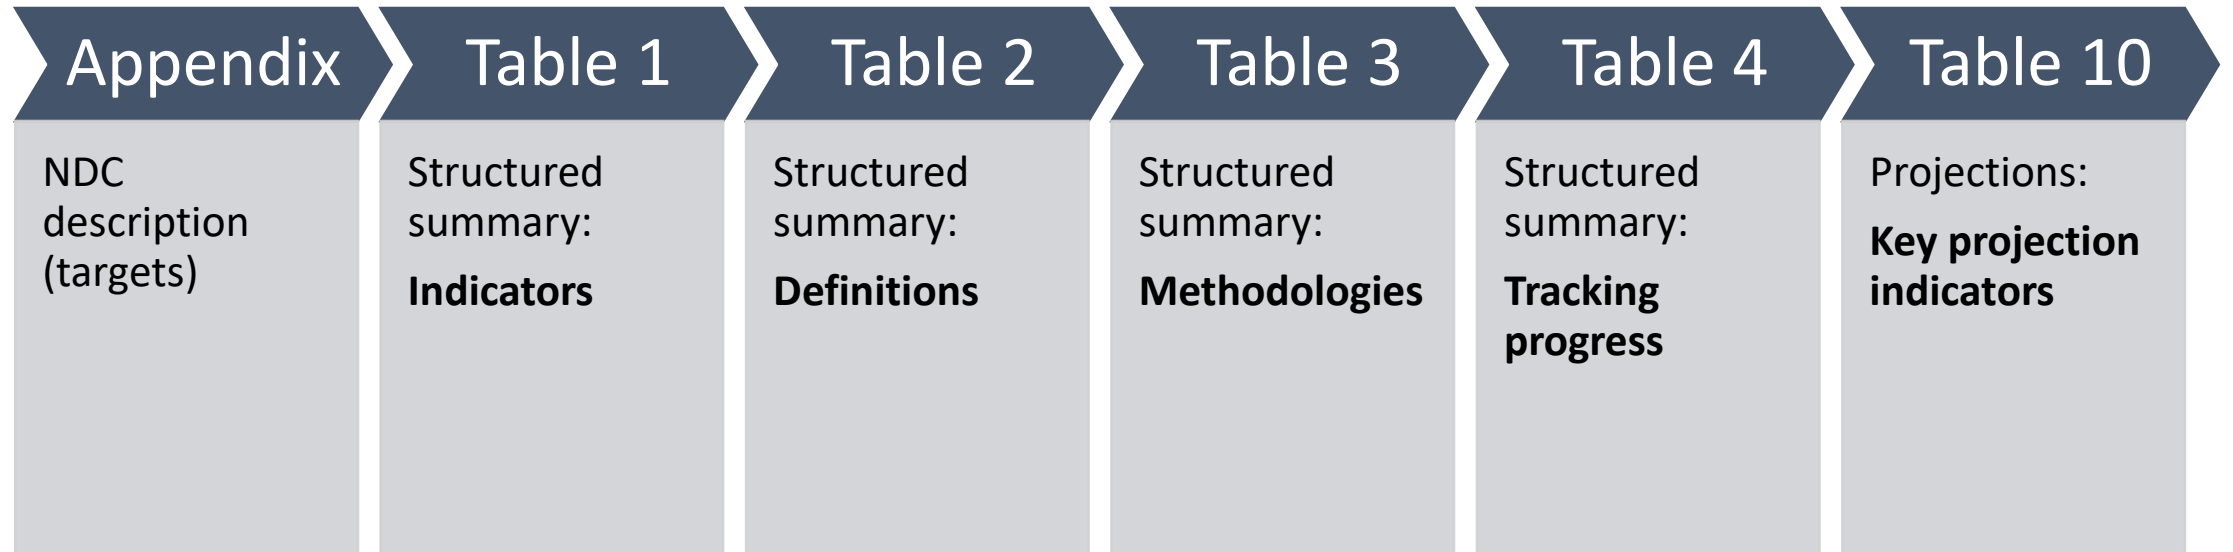 Appendix
NDC
description
(targets)
Table 1
Structured
summary:
Indicators
Table 2
Structured
summary:
Definitions
Table 3
Structured
summary:
Methodologies
Table 4
Structured
summary:
Tracking
progress
Table 10
Projections:
Key projection
indicators